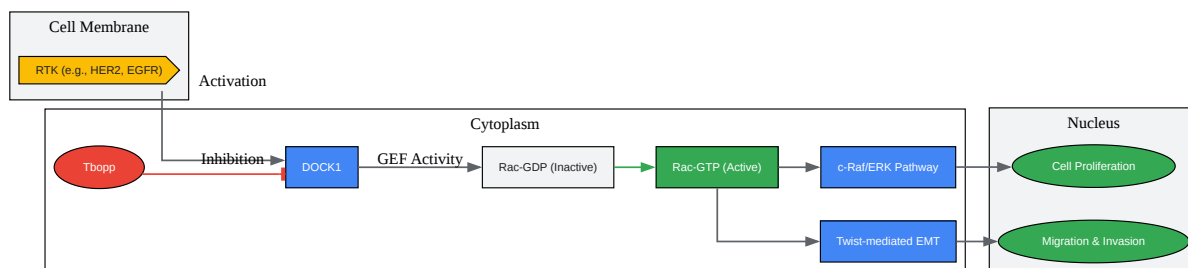 Cell Membrane
RTK (e.g., HER2, EGFR)
Activation
Cytoplasm
Nucleus
Tbopp
Inhibition
DOCK1
GEF Activity
Rac-GDP (Inactive)
Rac-GTP (Active)
c-Raf/ERK Pathway
Cell Proliferation
Twist-mediated EMT
Migration & Invasion